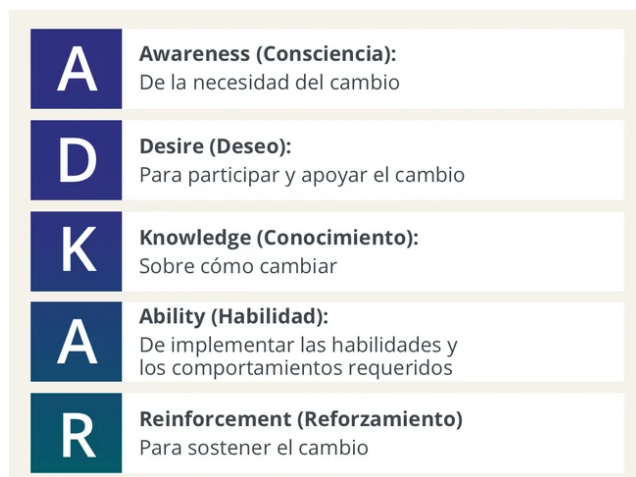 A
Awareness (Consciencia):
De la necesidad del cambio
D
Desire (Deseo):
Para participar y apoyar el cambio
K
Knowledge (Conocimiento):
Sobre cómo cambiar
A
Ability (Habilidad):
De implementar las habilidades y
los comportamientos requeridos
R
Reinforcement (Reforzamiento)
Para sostener el cambio